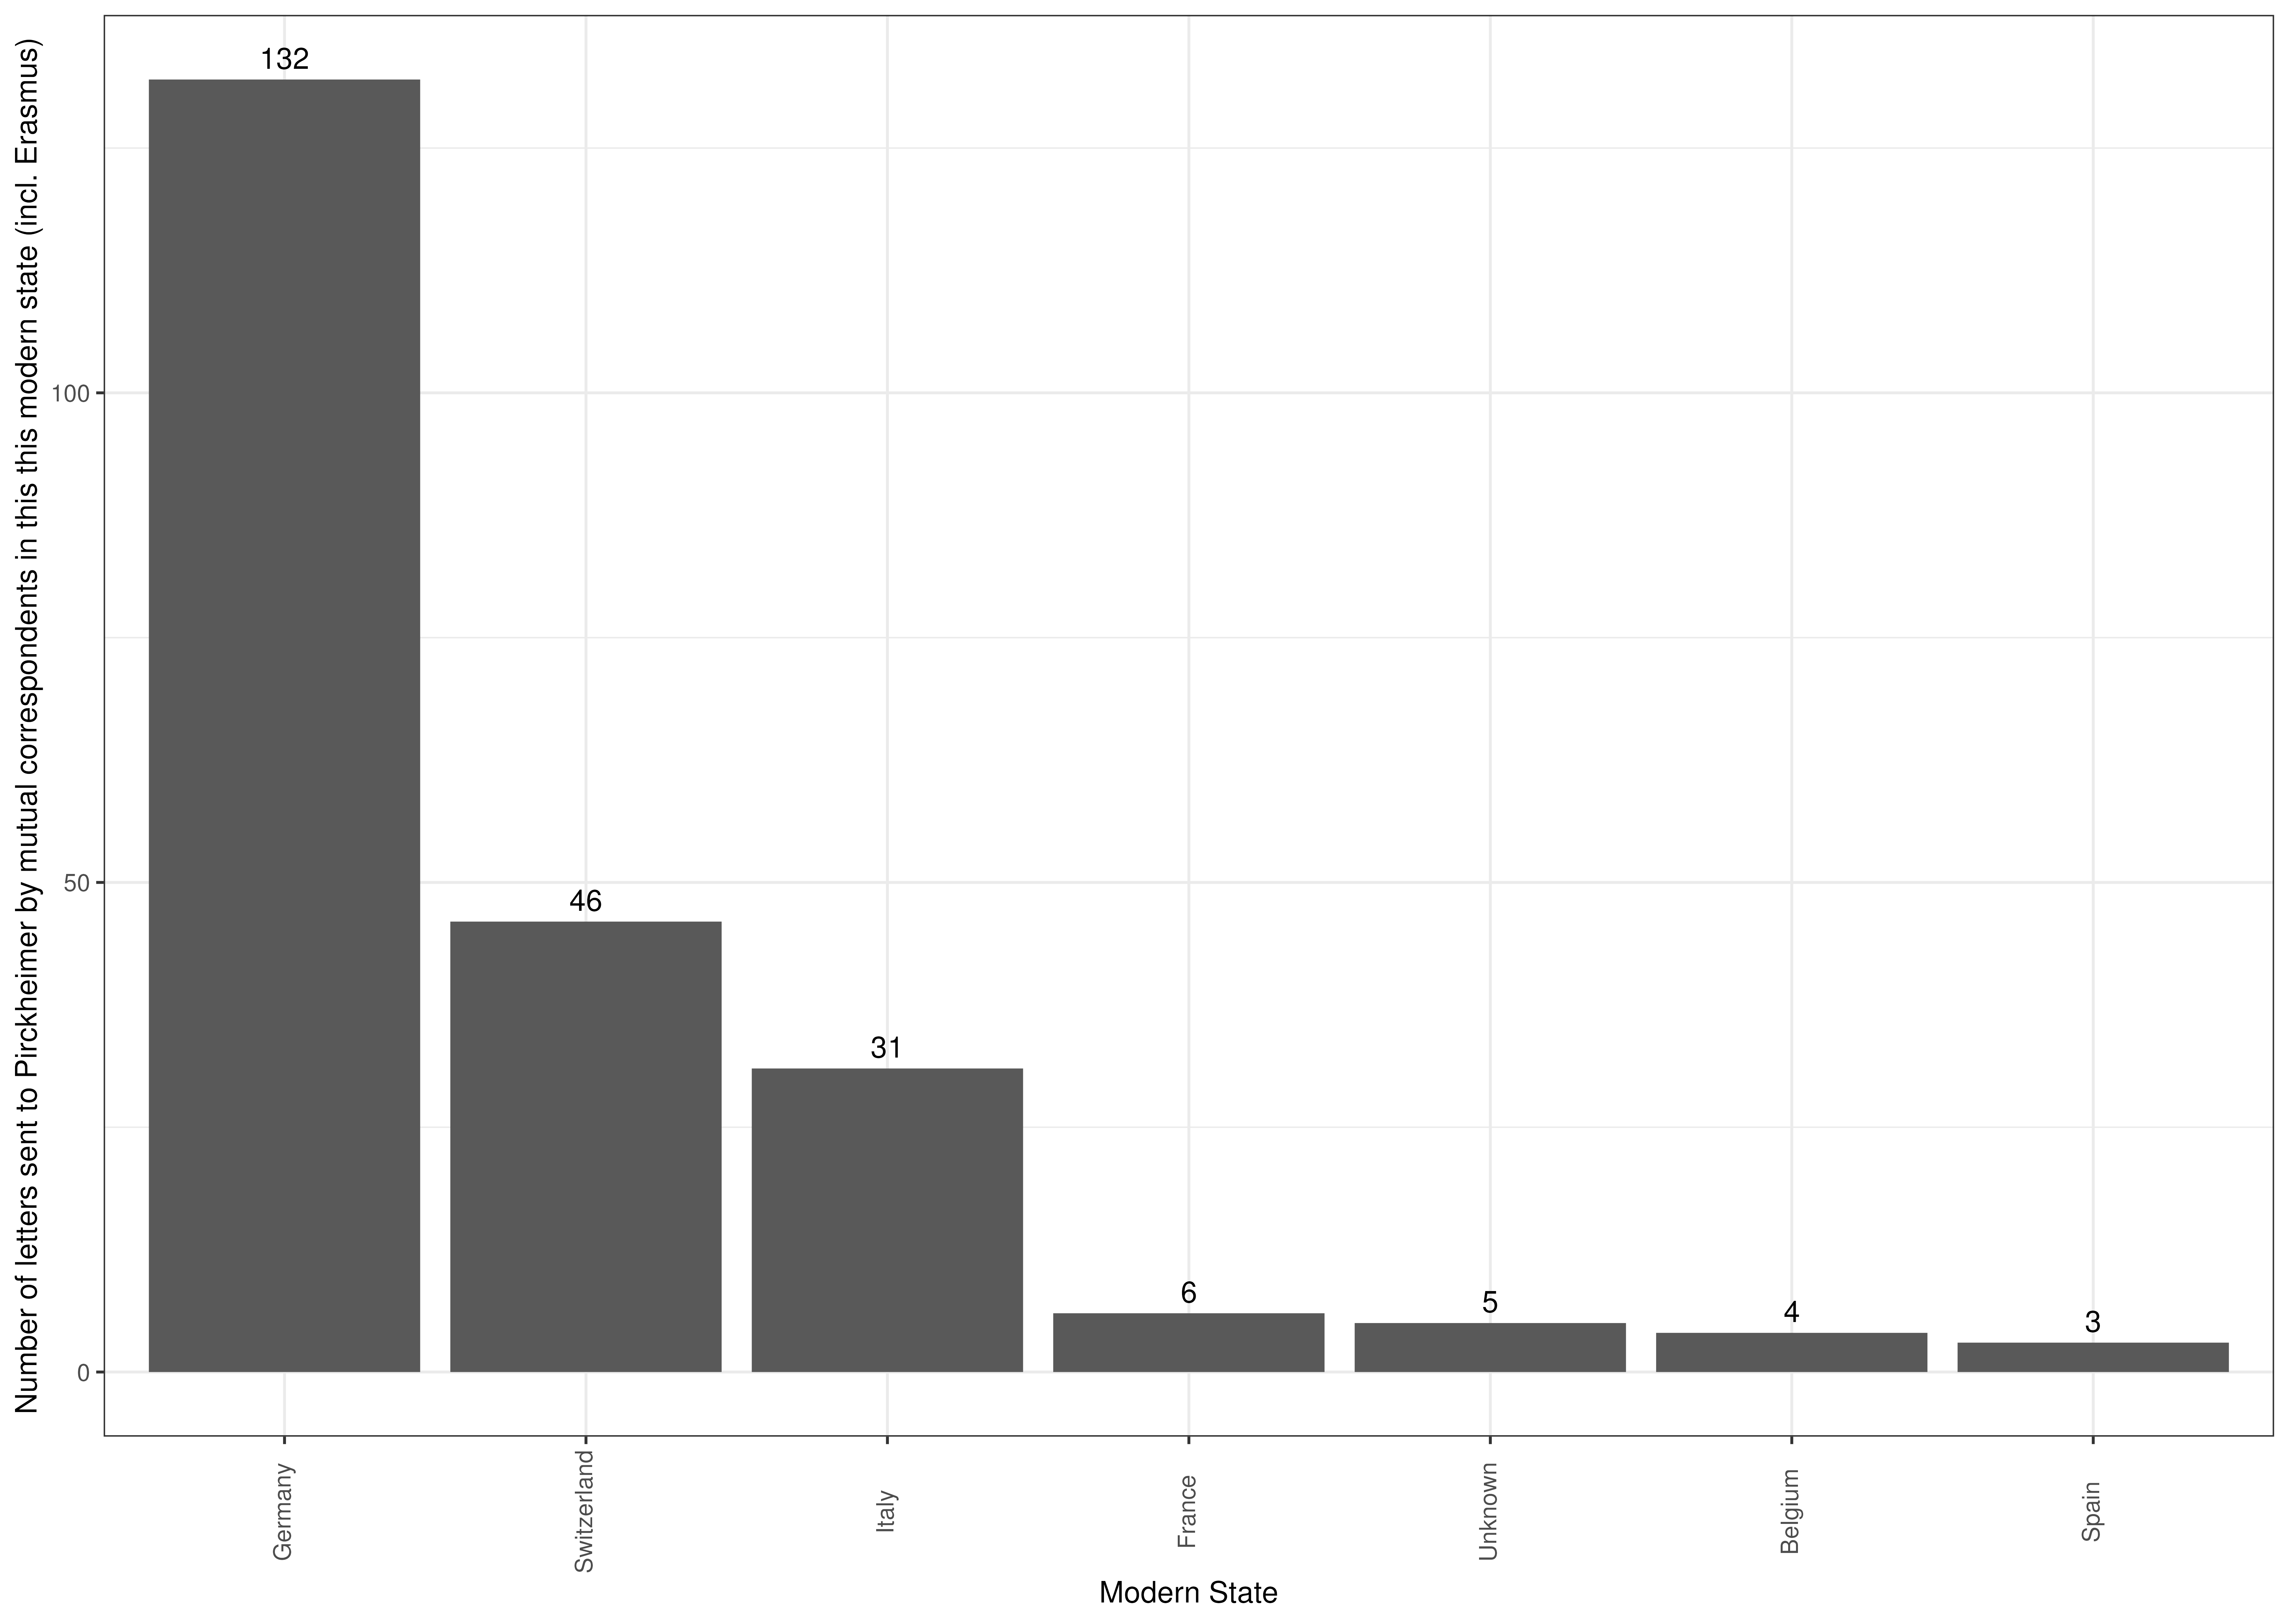 Number of letters sent to Pirckheimer by mutual correspondents in this this modern state (incl. Erasmus)
132
100
50
46
31
6
5
4
3
0
Germany
Switzerland
Italy
France
Unknown
Belgium
Spain
Modern State